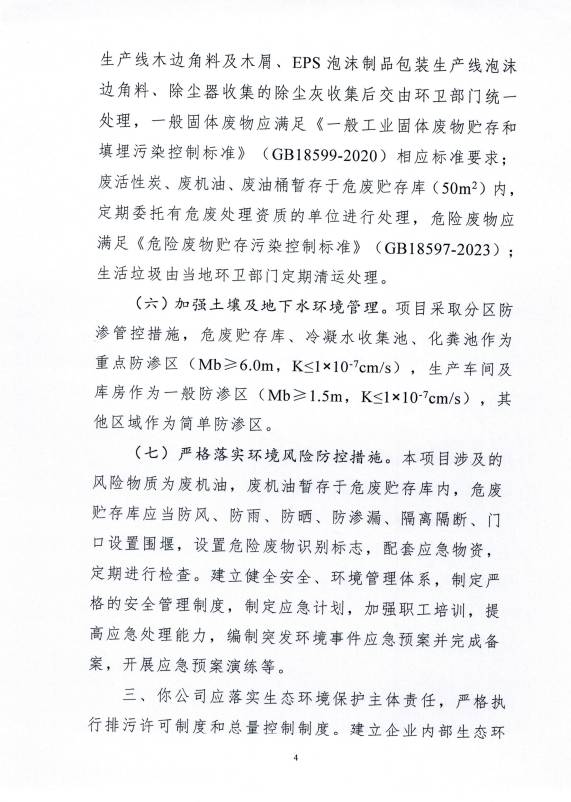 生产线木边角料及木屑、EPS 泡沫制品包装生产线泡沫
边角料、除尘器收集的除尘灰收集后交由环卫部门统一
处理，一般固体废物应满足《一般工业固体废物贮存和
填埋污染控制标准》（GB18599-2020）相应标准要求；
废活性炭、废机油、废油桶暂存于危废贮存库（50m²）内，
定期委托有危废处理资质的单位进行处理，危险废物应
满足《危险废物贮存污染控制标准》（GB18597-2023）；
生活垃圾由当地环卫部门定期清运处理。
（六）加强土壤及地下水环境管理。项目采取分区防
渗管控措施，危废贮存库、冷凝水收集池、化粪池作为
重点防渗区（Mb≥6.0m，K≤1×10⁻⁷cm/s），生产车间及
库房作为一般防渗区（Mb≥1.5m，K≤1×10⁻⁷cm/s），其
他区域作为简单防渗区。
（七）严格落实环境风险防控措施。本项目涉及的
风险物质为废机油，废机油暂存于危废贮存库内，危废
贮存库应当防风、防雨、防晒、防渗漏、隔离隔断、门
口设置围堰，设置危险废物识别标志，配套应急物资，
定期进行检查。建立健全安全、环境管理体系，制定严
格的安全管理制度，制定应急计划，加强职工培训，提
高应急处理能力，编制突发环境事件应急预案并完成备
案，开展应急预案演练等。
三、你公司应落实生态环境保护主体责任，严格执
行排污许可制度和总量控制制度。建立企业内部生态环
4